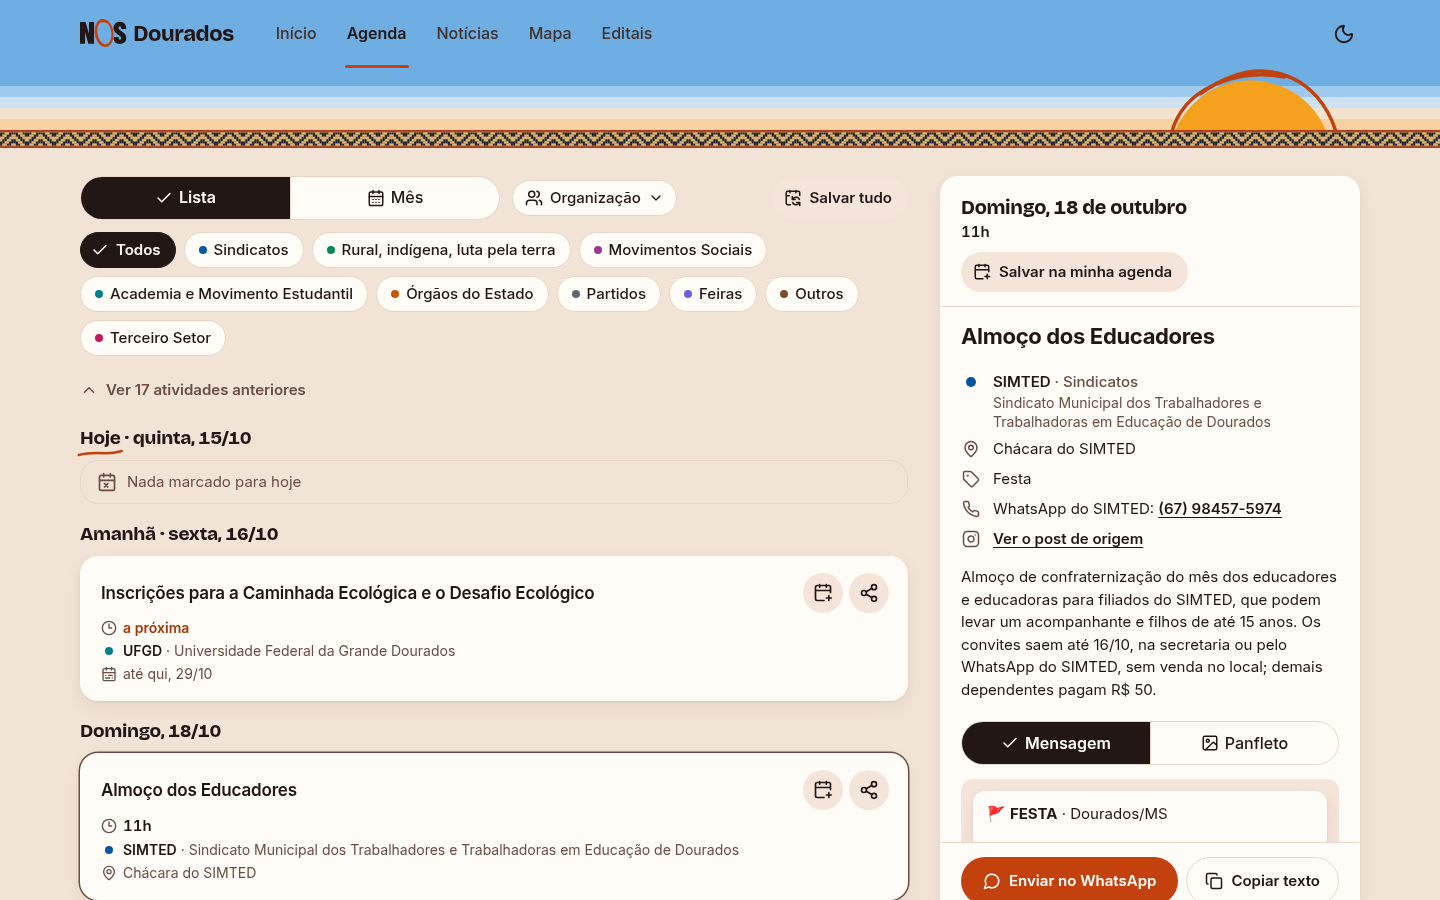 NOS Dourados
Início
Agenda
Notícias
Mapa
Editais
Lista
Mês
Organização
Salvar tudo
Todos
Sindicatos
Rural, indígena, luta pela terra
Movimentos Sociais
Academia e Movimento Estudantil
Órgãos do Estado
Partidos
Feiras
Outros
Terceiro Setor
Ver 17 atividades anteriores
Hoje · quinta, 15/10
Nada marcado para hoje
Amanhã · sexta, 16/10
Inscrições para a Caminhada Ecológica e o Desafio Ecológico
a próxima
UFGD · Universidade Federal da Grande Dourados
até qui, 29/10
Domingo, 18/10
Almoço dos Educadores
11h
SIMTED · Sindicato Municipal dos Trabalhadores e Trabalhadoras em Educação de Dourados
Chácara do SIMTED
Domingo, 18 de outubro
11h
Salvar na minha agenda
Almoço dos Educadores
SIMTED · Sindicatos
Sindicato Municipal dos Trabalhadores e
Trabalhadoras em Educação de Dourados
Chácara do SIMTED
Festa
WhatsApp do SIMTED: (67) 98457-5974
Ver o post de origem
Almoço de confraternização do mês dos educadores
e educadoras para filiados do SIMTED, que podem
levar um acompanhante e filhos de até 15 anos. Os
convites saem até 16/10, na secretaria ou pelo
WhatsApp do SIMTED, sem venda no local; demais
dependentes pagam R$ 50.
Mensagem
Panfleto
🚩 FESTA · Dourados/MS
Enviar no WhatsApp
Copiar texto